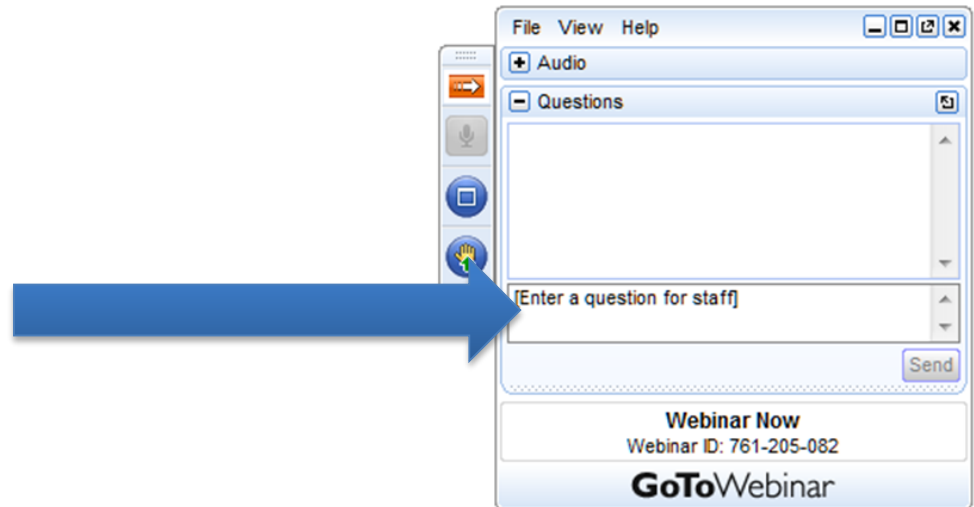 File View Help
Audio
Questions
[Enter a question for staff]
Send
Webinar Now
Webinar ID: 761-205-082
GoToWebinar